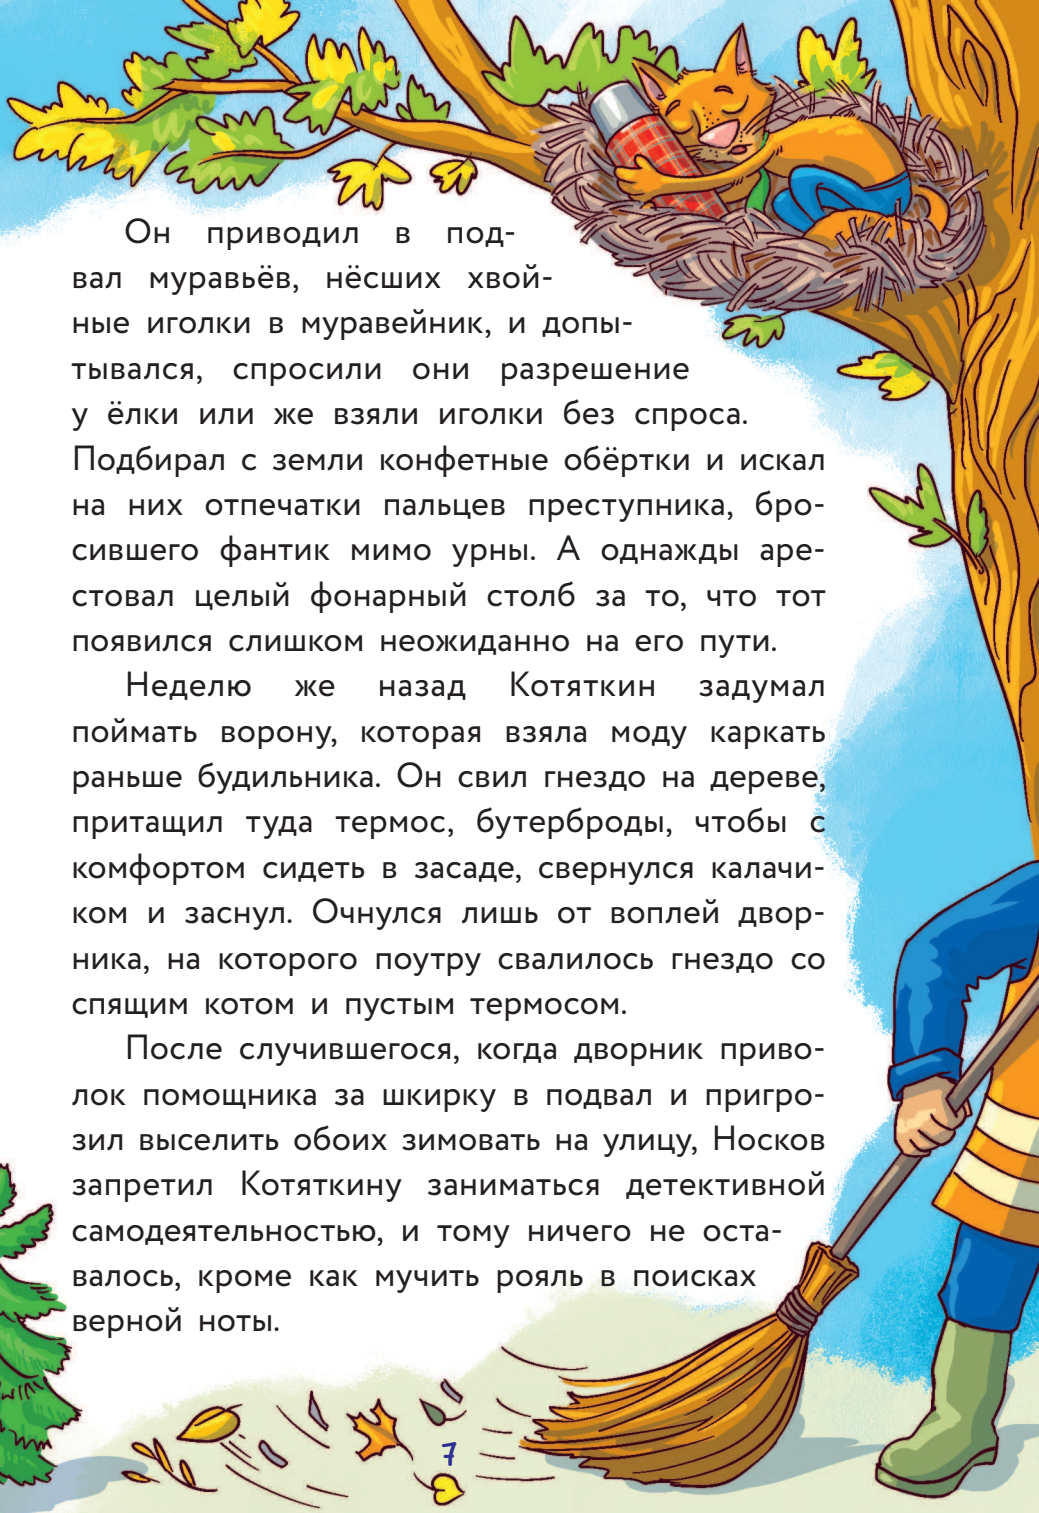 Он приводил в под-
вал муравьёв, нёсших хвой-
ные иголки в муравейник, и допы-
тывался, спросили они разрешение
у ёлки или же взяли иголки без спроса.
Подбирал с земли конфетные обёртки и искал
на них отпечатки пальцев преступника, бро-
сившего фантик мимо урны. А однажды аре-
стовал целый фонарный столб за то, что тот
появился слишком неожиданно на его пути.
Неделю же назад Котяткин задумал
поймать ворону, которая взяла моду каркать
раньше будильника. Он свил гнездо на дереве,
притащил туда термос, бутерброды, чтобы с
комфортом сидеть в засаде, свернулся калачи-
ком и заснул. Очнулся лишь от воплей двор-
ника, на которого поутру свалилось гнездо со
спящим котом и пустым термосом.
После случившегося, когда дворник приво-
лок помощника за шкирку в подвал и пригро-
зил выселить обоих зимовать на улицу, Носков
запретил Котяткину заниматься детективной
самодеятельностью, и тому ничего не оста-
валось, кроме как мучить рояль в поисках
верной ноты.
7